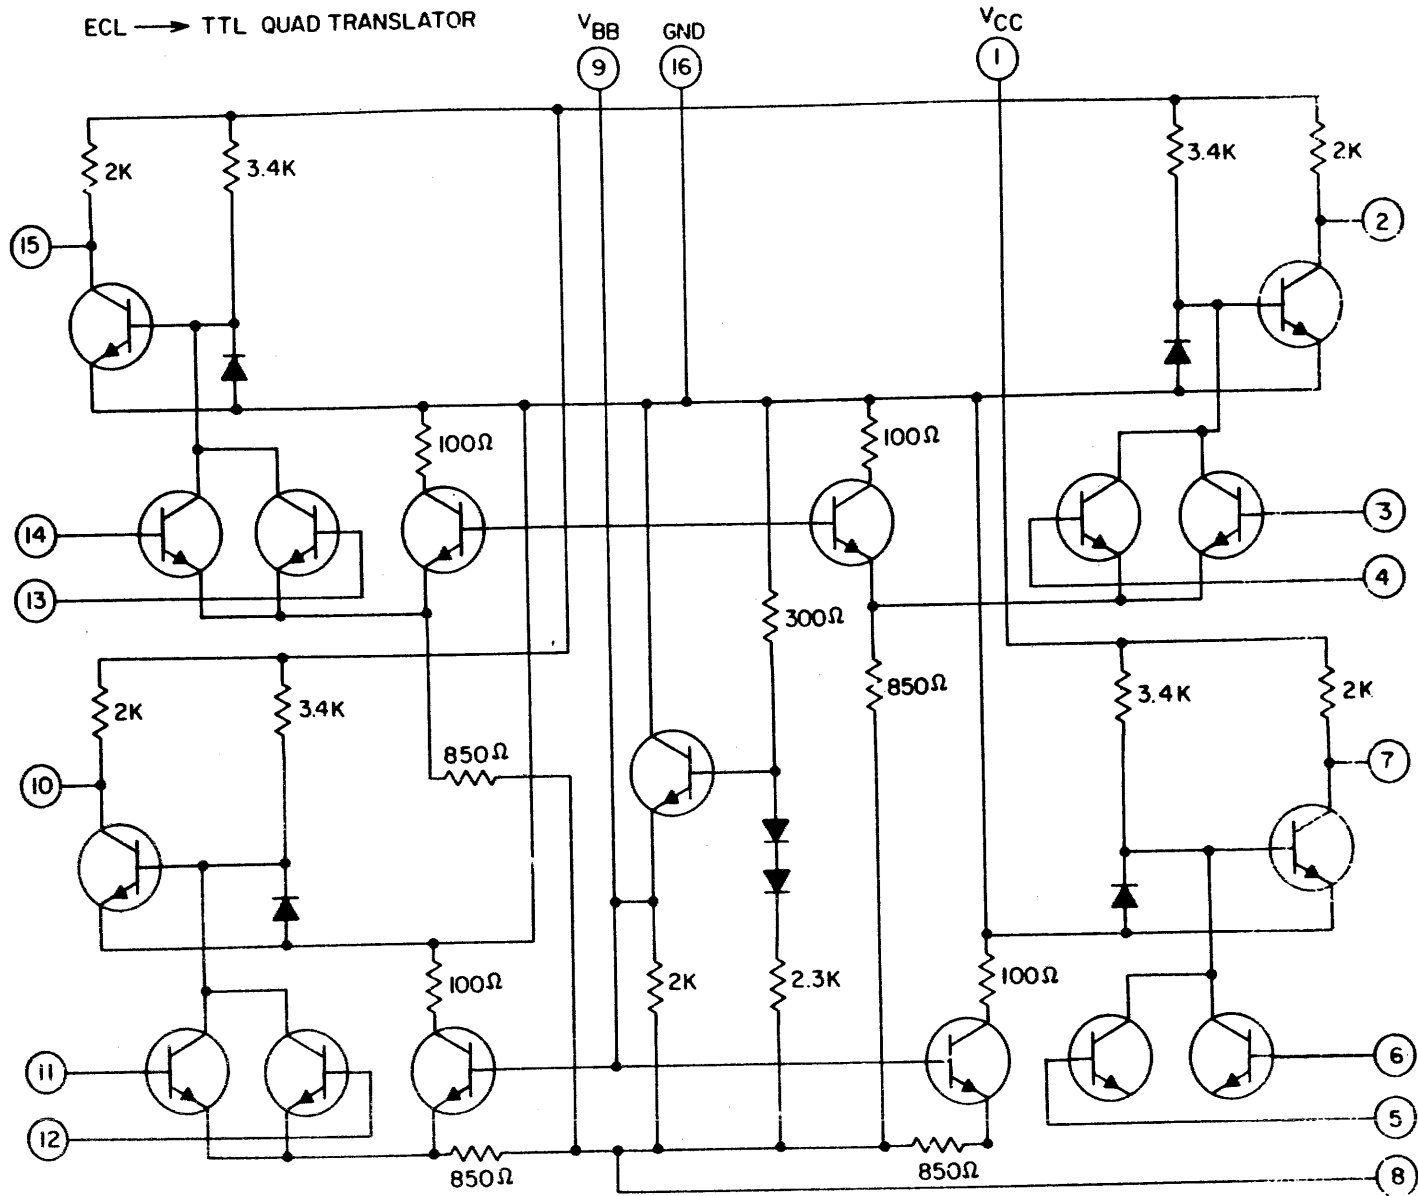 ECL → TTL QUAD TRANSLATOR
VBB
GND
VCC
9
16
1
2K
3.4K
3.4K
2K
15
2
100Ω
100Ω
14
3
13
4
300Ω
850Ω
2K
3.4K
3.4K
2K
850Ω
10
7
100Ω
2K
2.3K
100Ω
11
6
12
5
850Ω
850Ω
8